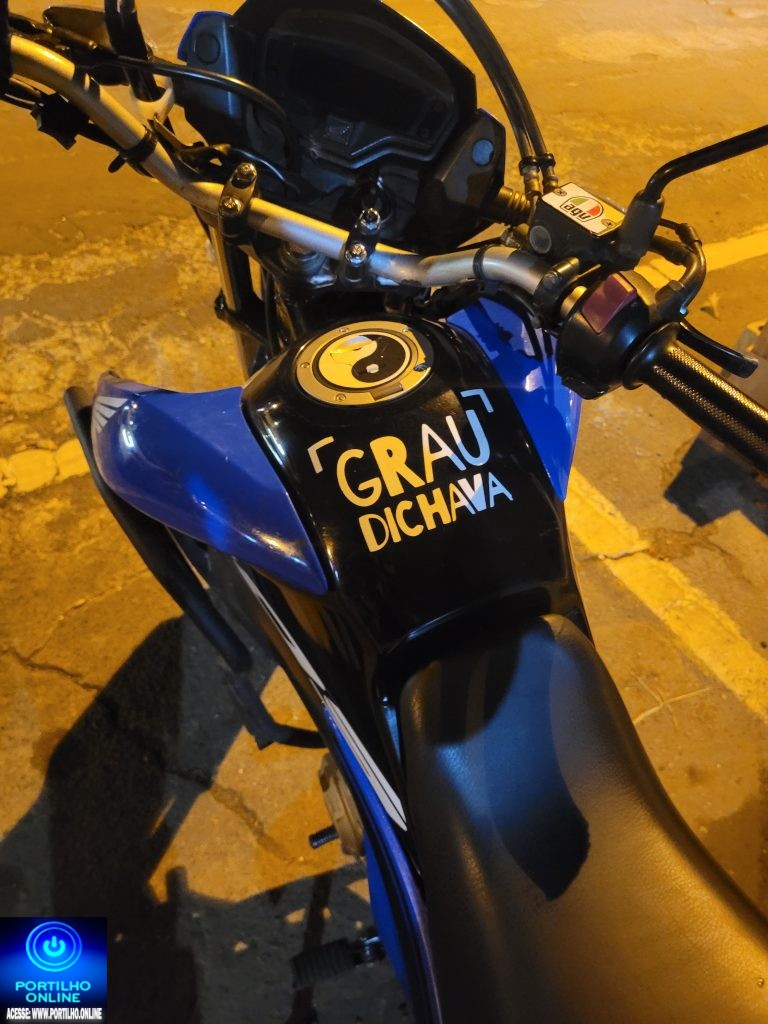 agv
GRAU
DICHAVA
PORTILHO
ONLINE
ACESSE: WWW.PORTILHO.ONLINE